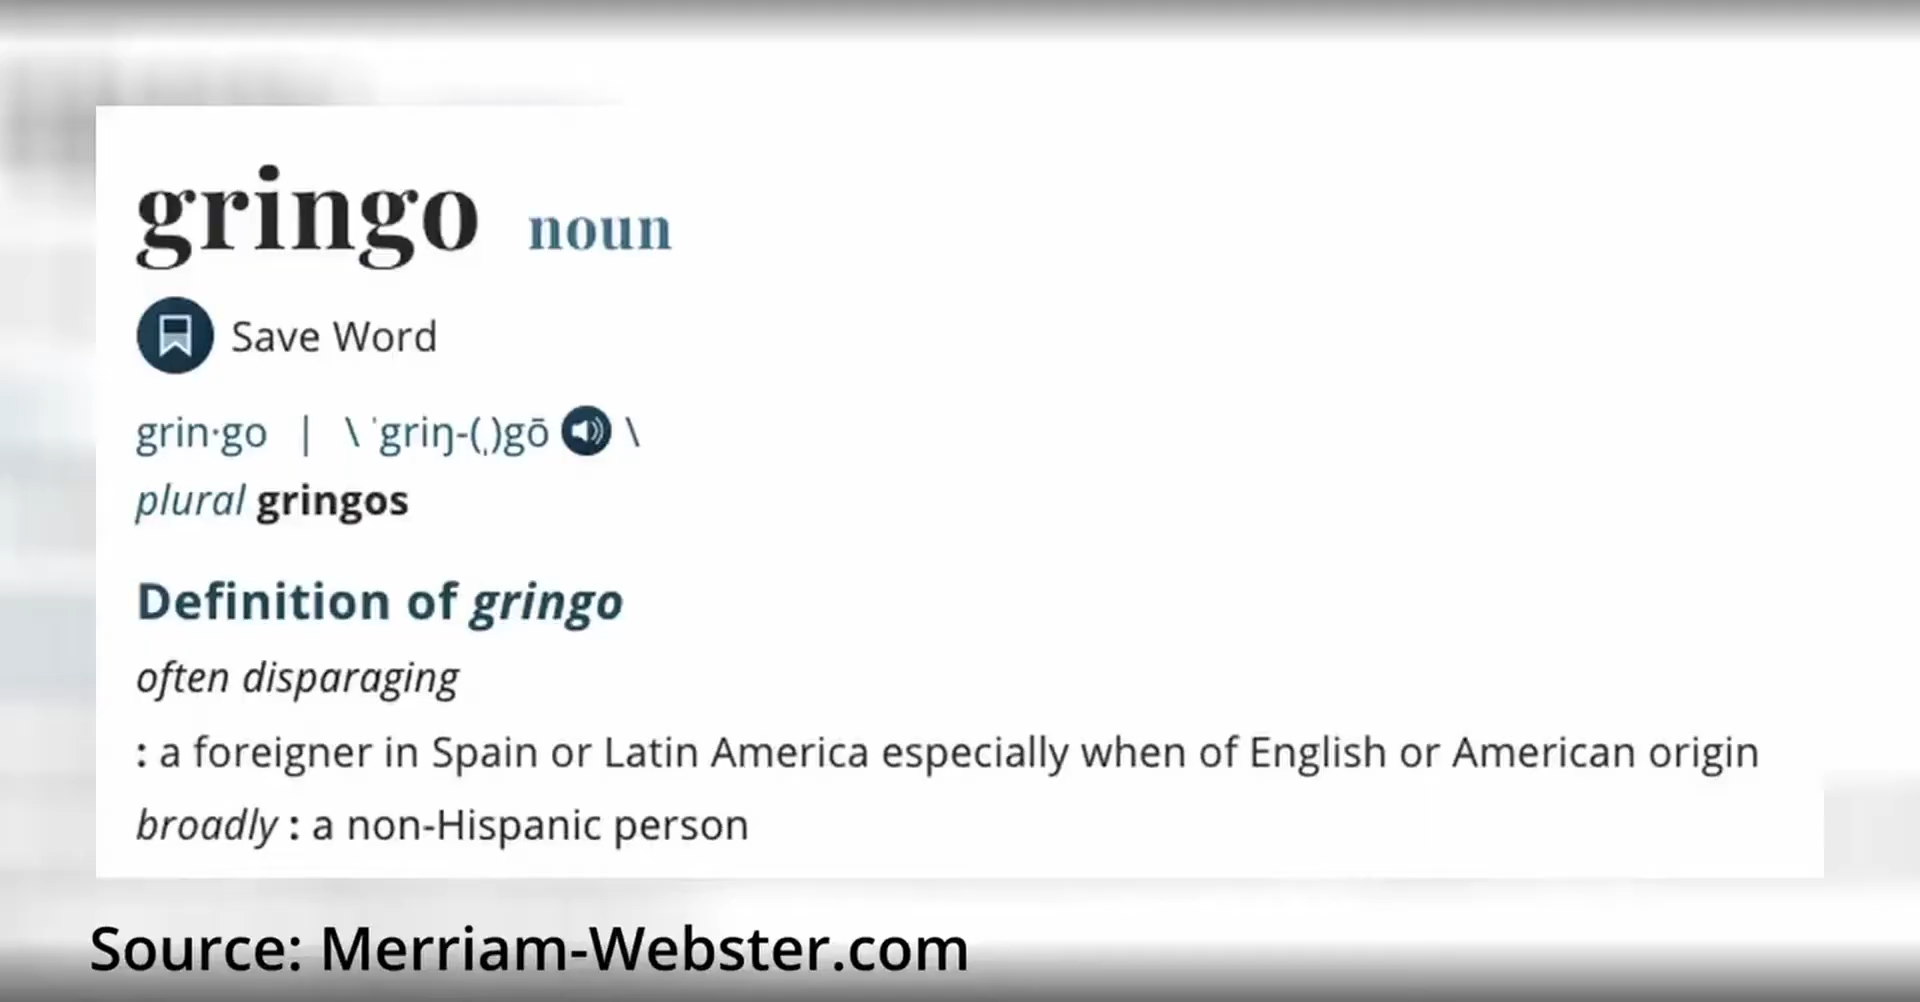 gringo noun
Save Word
grin·go | \ ˈgriŋ-(ˌ)gō \
plural gringos
Definition of gringo
often disparaging
: a foreigner in Spain or Latin America especially when of English or American origin
broadly : a non-Hispanic person
Source: Merriam-Webster.com